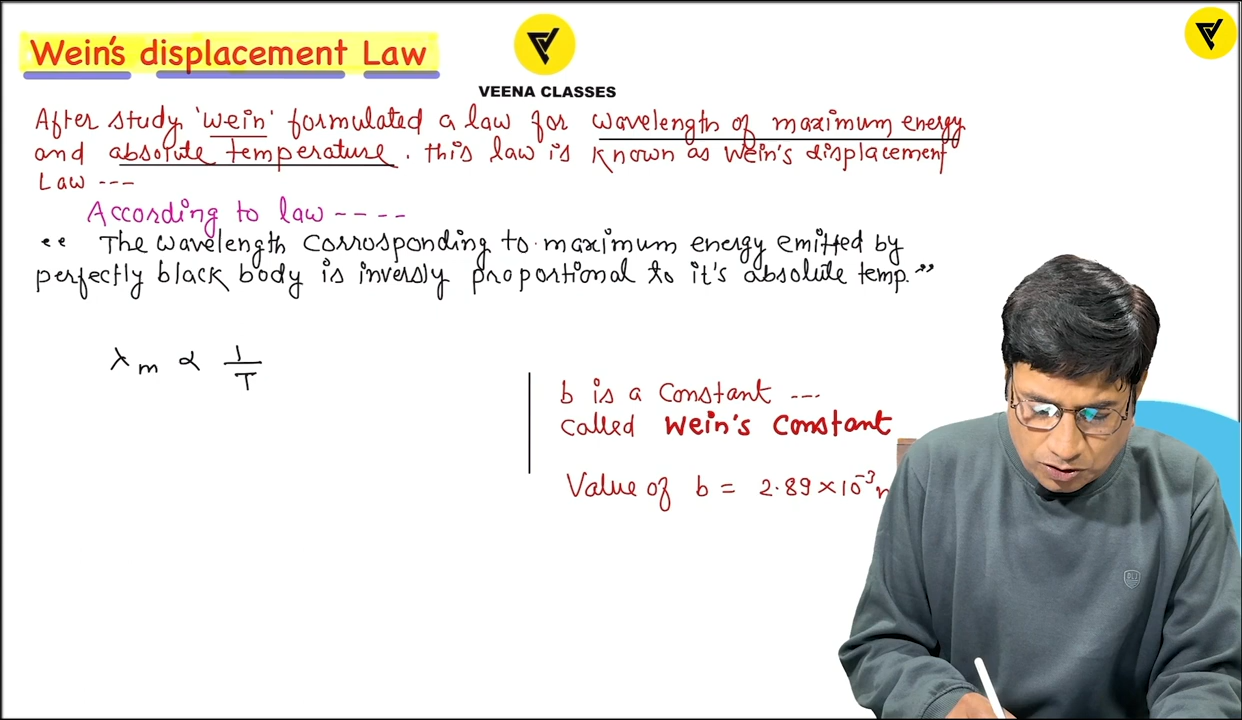 Wein's displacement Law
VEENA CLASSES
After study 'wein' formulated a law for wavelength of maximum energy
and absolute temperature. this law is known as Wein's displacement
Law ---
According to law ----
“ The wavelength corrosponding to maximum energy emitted by
perfectly black body is inversly proportional to it's absolute temp.”
λm ∝ 1/T
b is a constant ---
called Wein's Constant
Value of b = 2.89 × 10⁻³